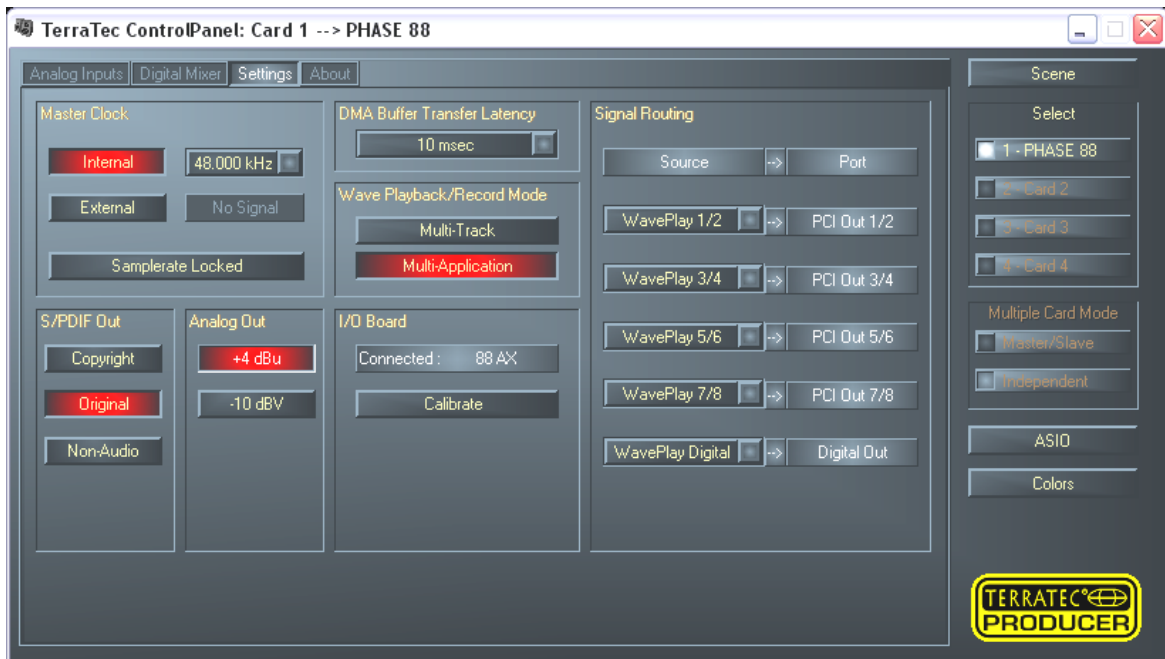 TerraTec ControlPanel: Card 1 --> PHASE 88
Analog Inputs Digital Mixer Settings About
Master Clock
Internal 48.000 kHz
External No Signal
Samplerate Locked
S/PDIF Out
Copyright
Original
Non-Audio
Analog Out
+4 dBu
-10 dBV
DMA Buffer Transfer Latency
10 msec
Wave Playback/Record Mode
Multi-Track
Multi-Application
I/O Board
Connected : 88 AX
Calibrate
Signal Routing
Source --> Port
WavePlay 1/2 --> PCI Out 1/2
WavePlay 3/4 --> PCI Out 3/4
WavePlay 5/6 --> PCI Out 5/6
WavePlay 7/8 --> PCI Out 7/8
WavePlay Digital --> Digital Out
Scene
Select
1 - PHASE 88
2 - Card 2
3 - Card 3
4 - Card 4
Multiple Card Mode
Master/Slave
Independent
ASIO
Colors
TERRATEC
PRODUCER